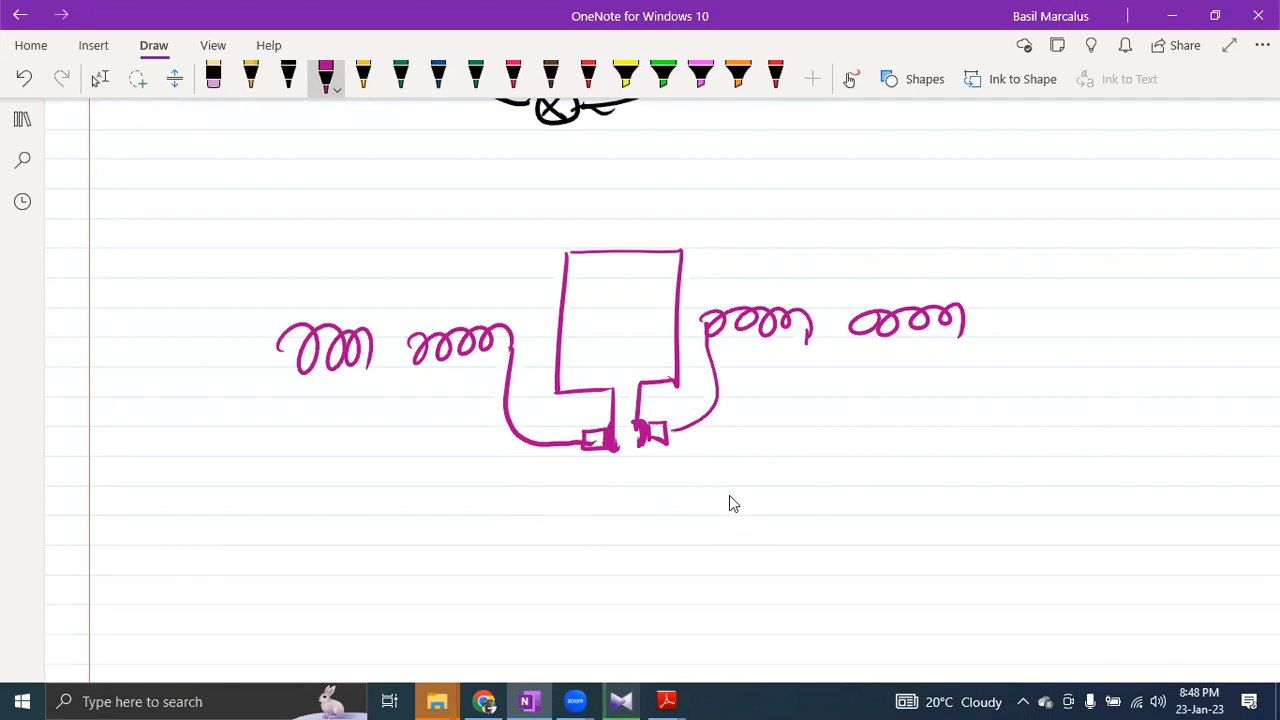 OneNote for Windows 10
Basil Marcalus
Home Insert Draw View Help
Share
Shapes
Ink to Shape
Ink to Text
Type here to search
zoom
20°C Cloudy
8:48 PM
23-Jan-23